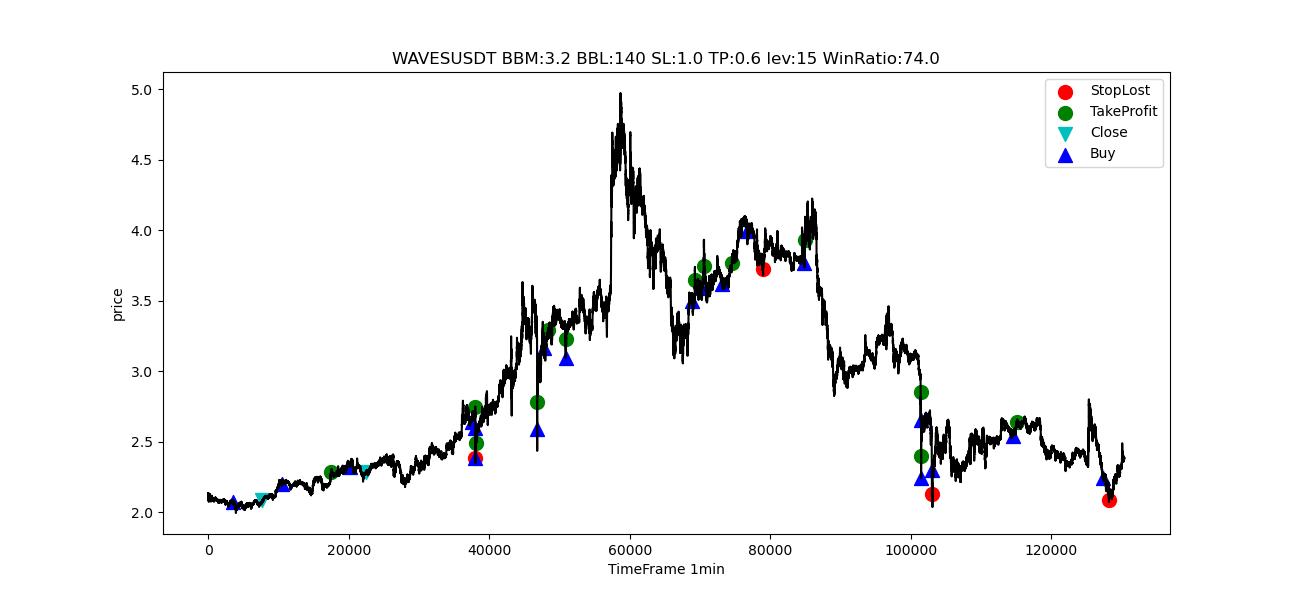 WAVESUSDT BBM:3.2 BBL:140 SL:1.0 TP:0.6 lev:15 WinRatio:74.0
StopLost
TakeProfit
Close
Buy
price
5.0
4.5
4.0
3.5
3.0
2.5
2.0
0 20000 40000 60000 80000 100000 120000
TimeFrame 1min